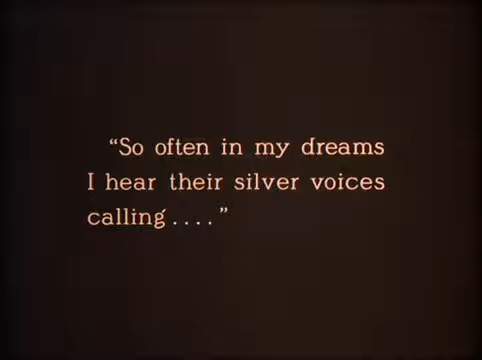 “So often in my dreams
I hear their silver voices
calling....”